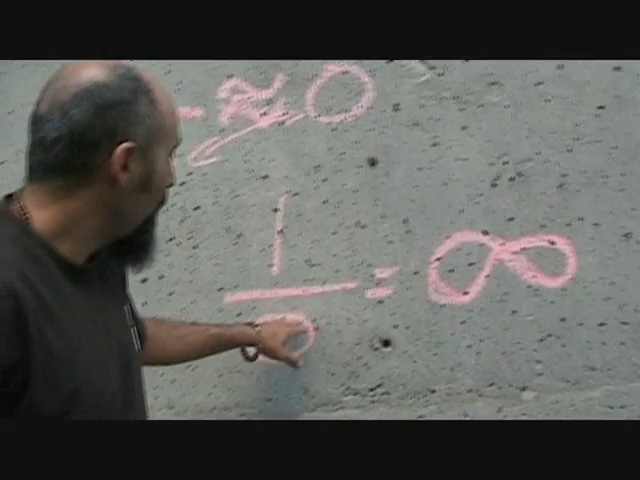 0
1
— = ∞
0